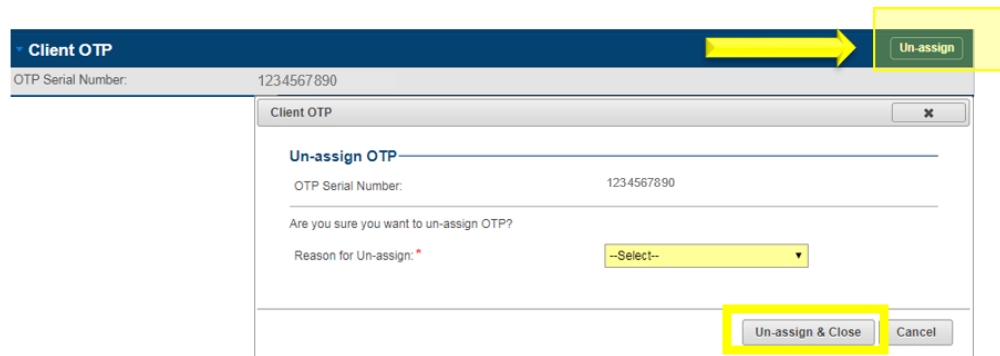 Client OTP Un-assign
OTP Serial Number: 1234567890
Client OTP
Un-assign OTP
OTP Serial Number: 1234567890
Are you sure you want to un-assign OTP?
Reason for Un-assign: * --Select--
Un-assign & Close Cancel